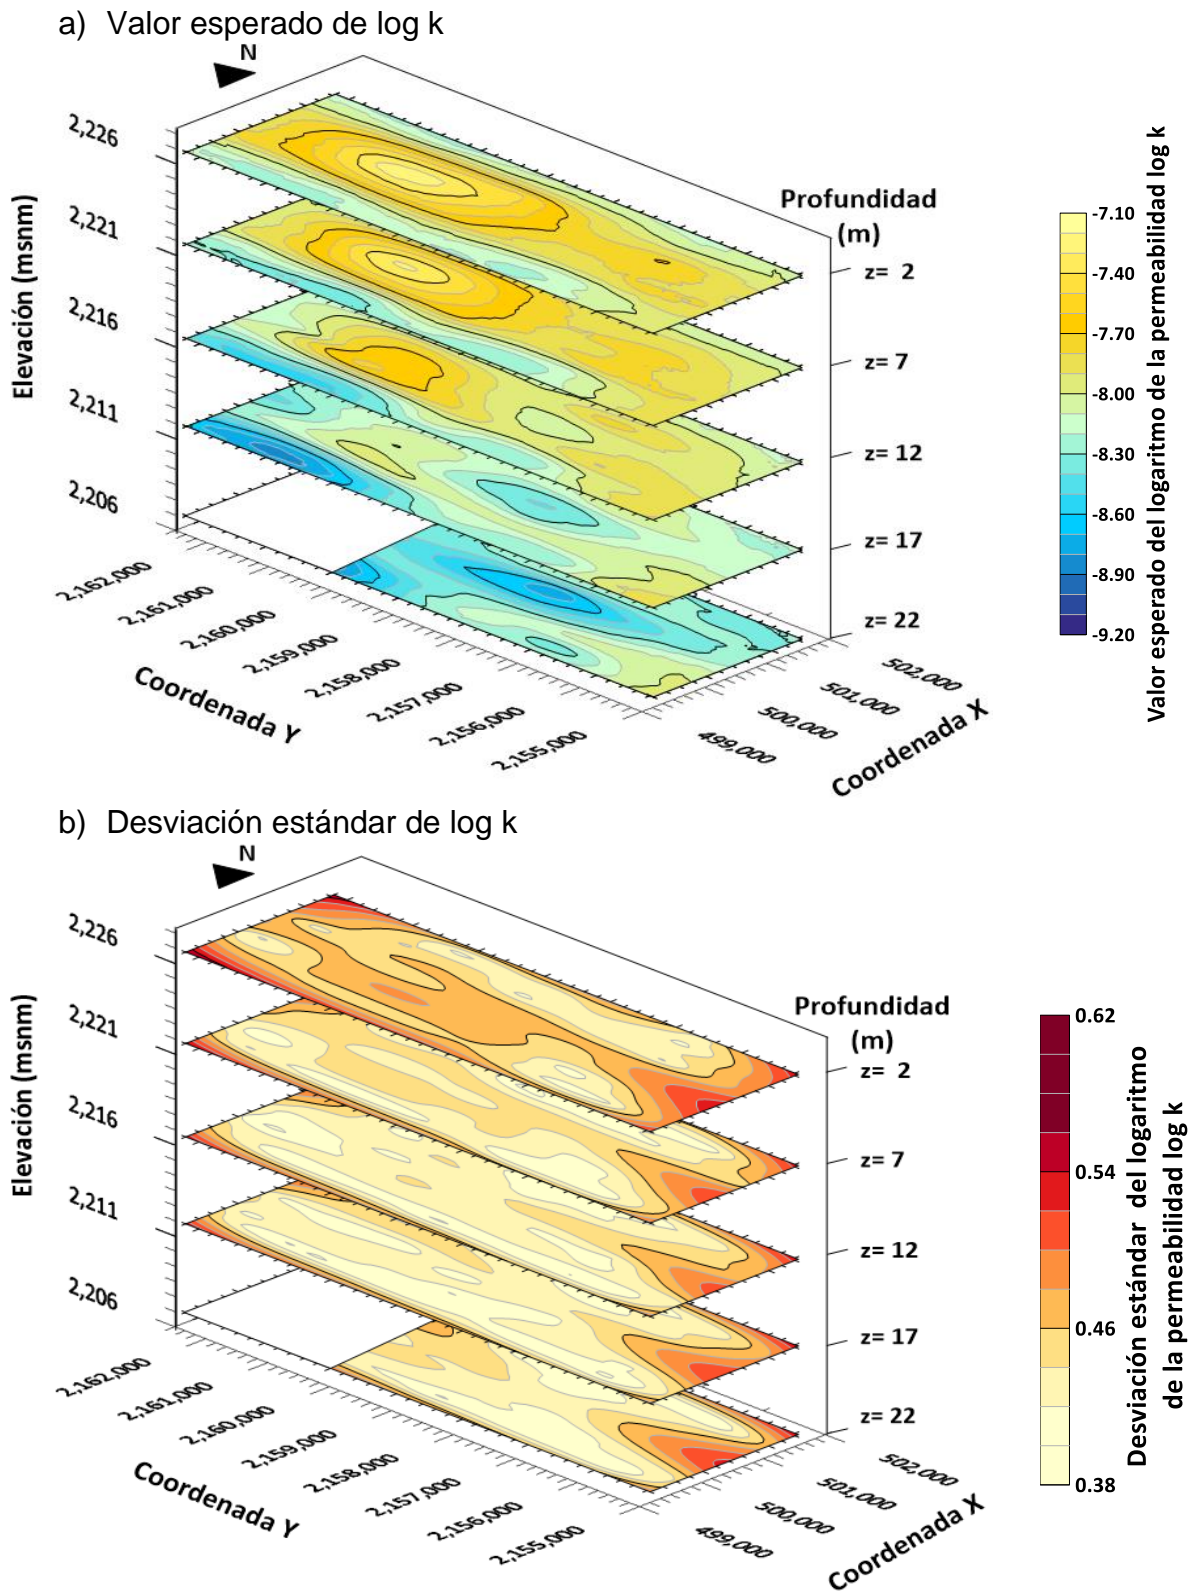 a) Valor esperado de log k
N
2,226
2,221
2,216
2,211
2,206
Elevación (msnm)
Profundidad
(m)
z= 2
z= 7
z= 12
z= 17
z= 22
2,162,000
2,161,000
2,160,000
2,159,000
2,158,000
2,157,000
2,156,000
2,155,000
Coordenada Y
502,000
501,000
500,000
499,000
Coordenada X
-7.10
-7.40
-7.70
-8.00
-8.30
-8.60
-8.90
-9.20
Valor esperado del logaritmo de la permeabilidad log k
b) Desviación estándar de log k
N
2,226
2,221
2,216
2,211
2,206
Elevación (msnm)
Profundidad
(m)
z= 2
z= 7
z= 12
z= 17
z= 22
2,162,000
2,161,000
2,160,000
2,159,000
2,158,000
2,157,000
2,156,000
2,155,000
Coordenada Y
502,000
501,000
500,000
499,000
Coordenada X
0.62
0.54
0.46
0.38
Desviación estándar del logaritmo
de la permeabilidad log k